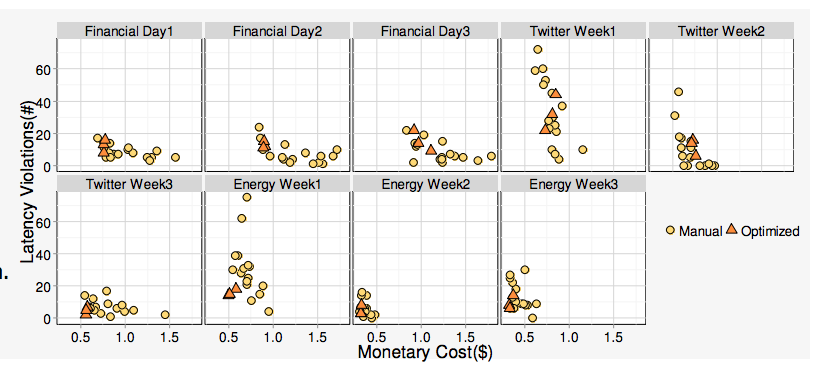 Financial Day1 Financial Day2 Financial Day3 Twitter Week1 Twitter Week2
60
40
20
0
Twitter Week3 Energy Week1 Energy Week2 Energy Week3
60
40
20
0
0.5 1.0 1.5 0.5 1.0 1.5 0.5 1.0 1.5 0.5 1.0 1.5
Latency Violations(#)
Monetary Cost($)
Manual Optimized
n.